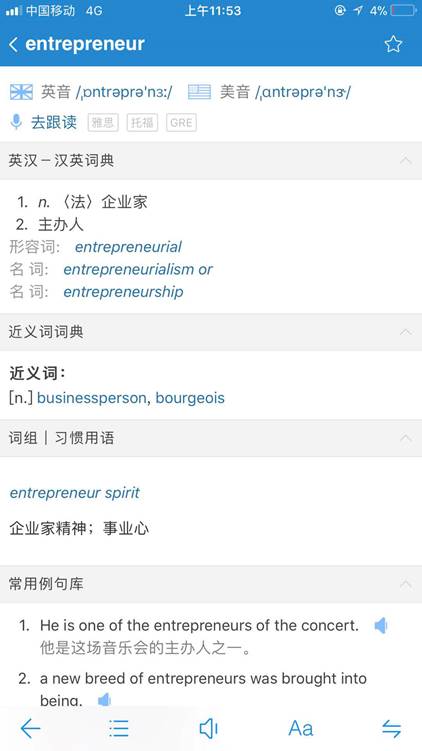 中国移动 4G 上午11:53 4%
entrepreneur
英音 /ˌɒntrəprə'nɜː/ 美音 /ˌɑntrəprə'nɝ/
去跟读 雅思 托福 GRE
英汉－汉英词典
1. n. 〈法〉企业家
2. 主办人
形容词: entrepreneurial
名 词: entrepreneurialism or
名 词: entrepreneurship
近义词词典
近义词：
[n.] businessperson, bourgeois
词组｜习惯用语
entrepreneur spirit
企业家精神；事业心
常用例句库
1. He is one of the entrepreneurs of the concert.
他是这场音乐会的主办人之一。
2. a new breed of entrepreneurs was brought into
being.
Aa